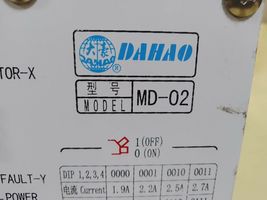 大豪 ® DAHAO
TOR-X
型号 MODEL MD-02
1(OFF)
0(ON)
FAULT-Y
DIP 1,2,3,4 0000 0001 0010 0011
POWER
电流 Current 1.9A 2.2A 2.5A 2.7A